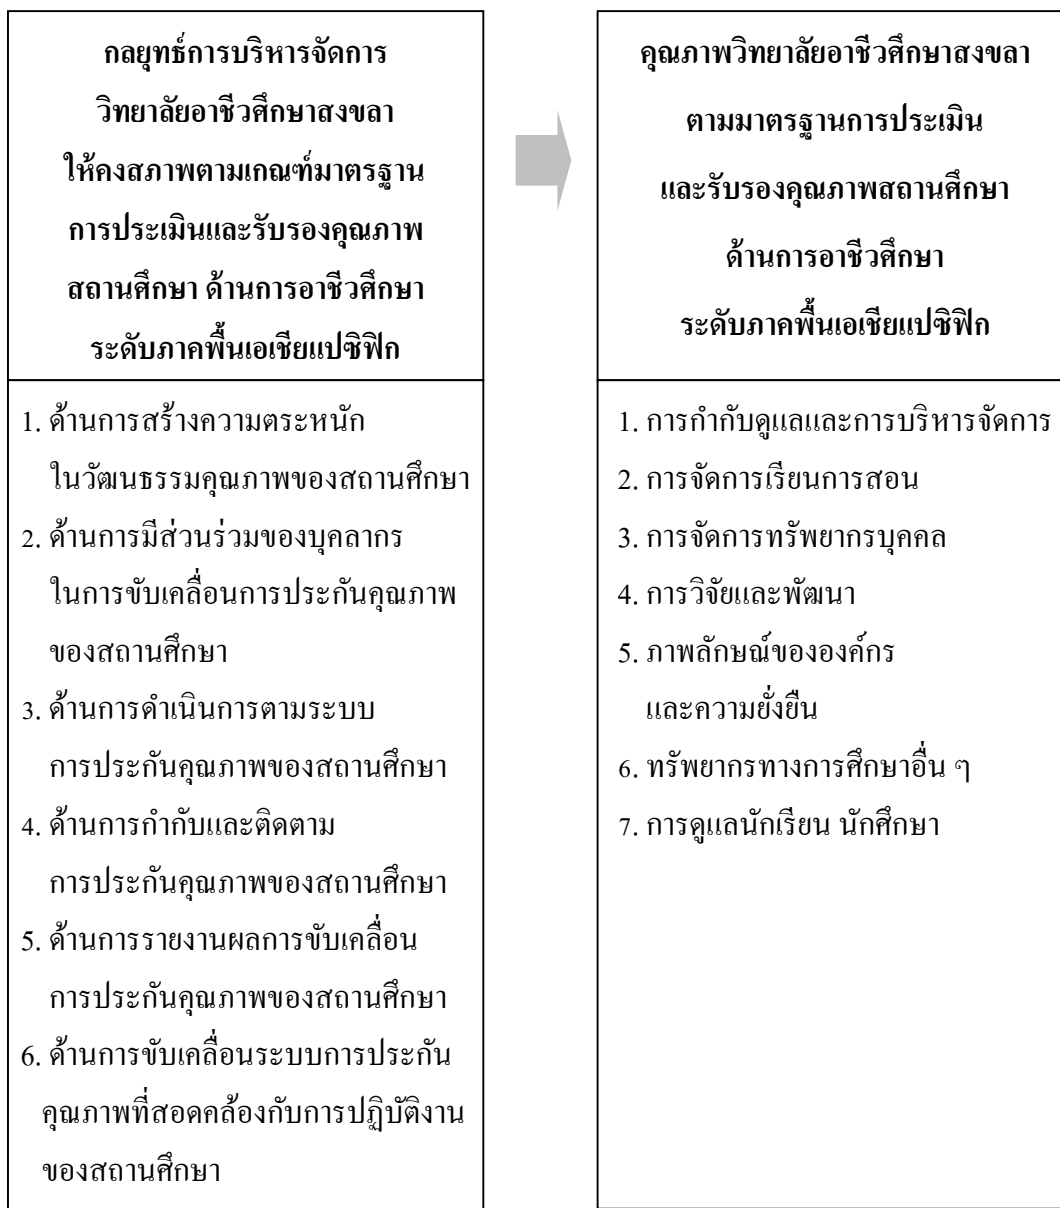 กลยุทธ์การบริหารจัดการ
วิทยาลัยอาชีวศึกษาสงขลา
ให้คงสภาพตามเกณฑ์มาตรฐาน
การประเมินและรับรองคุณภาพ
สถานศึกษา ด้านการอาชีวศึกษา
ระดับภาคพื้นเอเชียแปซิฟิก
1. ด้านการสร้างความตระหนัก
ในวัฒนธรรมคุณภาพของสถานศึกษา
2. ด้านการมีส่วนร่วมของบุคลากร
ในการขับเคลื่อนการประกันคุณภาพ
ของสถานศึกษา
3. ด้านการดำเนินการตามระบบ
การประกันคุณภาพของสถานศึกษา
4. ด้านการกำกับและติดตาม
การประกันคุณภาพของสถานศึกษา
5. ด้านการรายงานผลการขับเคลื่อน
การประกันคุณภาพของสถานศึกษา
6. ด้านการขับเคลื่อนระบบการประกัน
คุณภาพที่สอดคล้องกับการปฏิบัติงาน
ของสถานศึกษา
คุณภาพวิทยาลัยอาชีวศึกษาสงขลา
ตามมาตรฐานการประเมิน
และรับรองคุณภาพสถานศึกษา
ด้านการอาชีวศึกษา
ระดับภาคพื้นเอเชียแปซิฟิก
1. การกำกับดูแลและการบริหารจัดการ
2. การจัดการเรียนการสอน
3. การจัดการทรัพยากรบุคคล
4. การวิจัยและพัฒนา
5. ภาพลักษณ์ขององค์กร
และความยั่งยืน
6. ทรัพยากรทางการศึกษาอื่น ๆ
7. การดูแลนักเรียน นักศึกษา